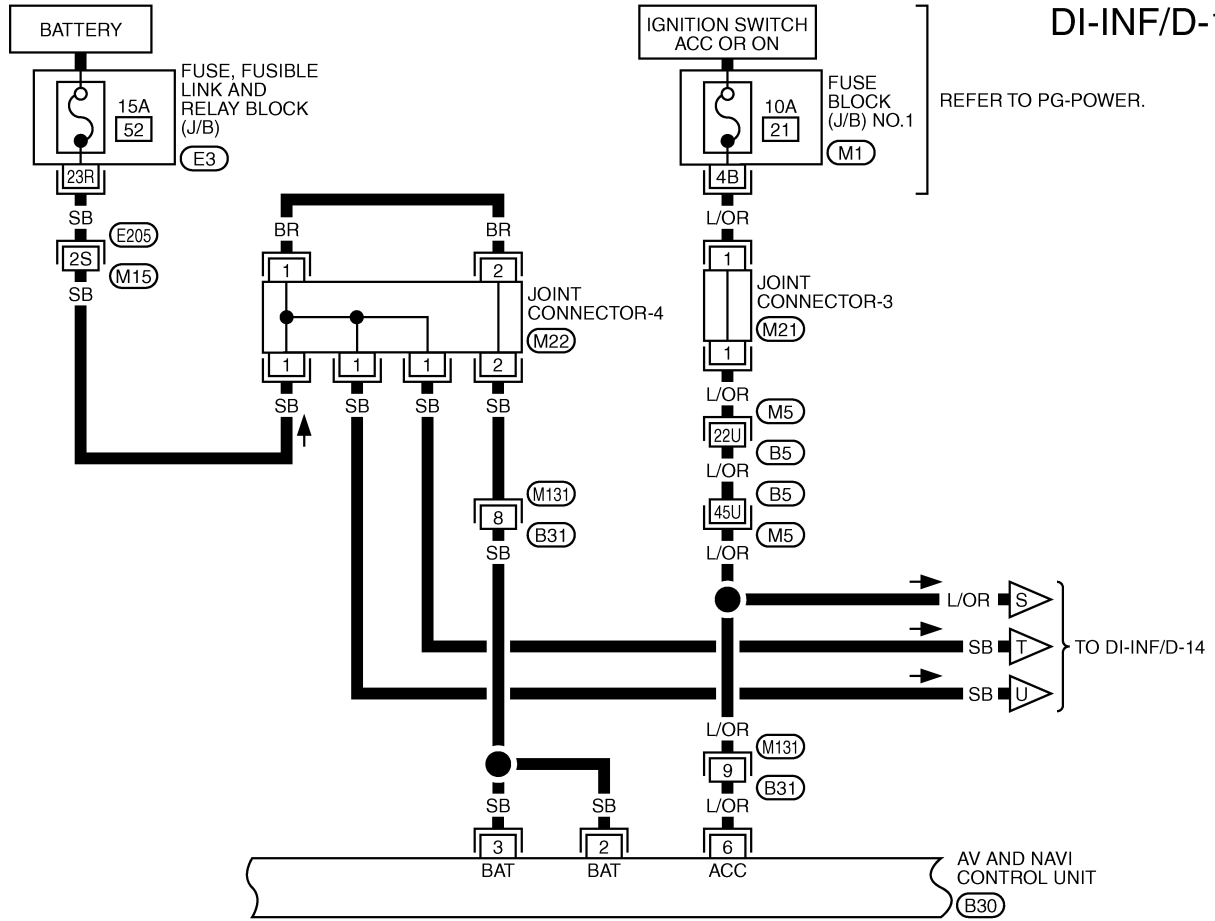 DI-INF/D-1
BATTERY
IGNITION SWITCH
ACC OR ON
FUSE, FUSIBLE
LINK AND
RELAY BLOCK
(J/B)
15A
52
E3
10A
21
FUSE
BLOCK
(J/B) NO.1
M1
REFER TO PG-POWER.
23R
4B
SB
L/OR
E205
2S
M15
SB
BR
BR
1
2
1
JOINT
CONNECTOR-4
M22
JOINT
CONNECTOR-3
M21
1
1
1
2
1
SB
SB
SB
SB
L/OR
M5
22U
B5
L/OR
M131
8
B31
SB
B5
45U
M5
L/OR
L/OR
S
SB
T
SB
U
TO DI-INF/D-14
L/OR
M131
9
B31
SB
SB
L/OR
3
2
6
BAT
BAT
ACC
AV AND NAVI
CONTROL UNIT
B30